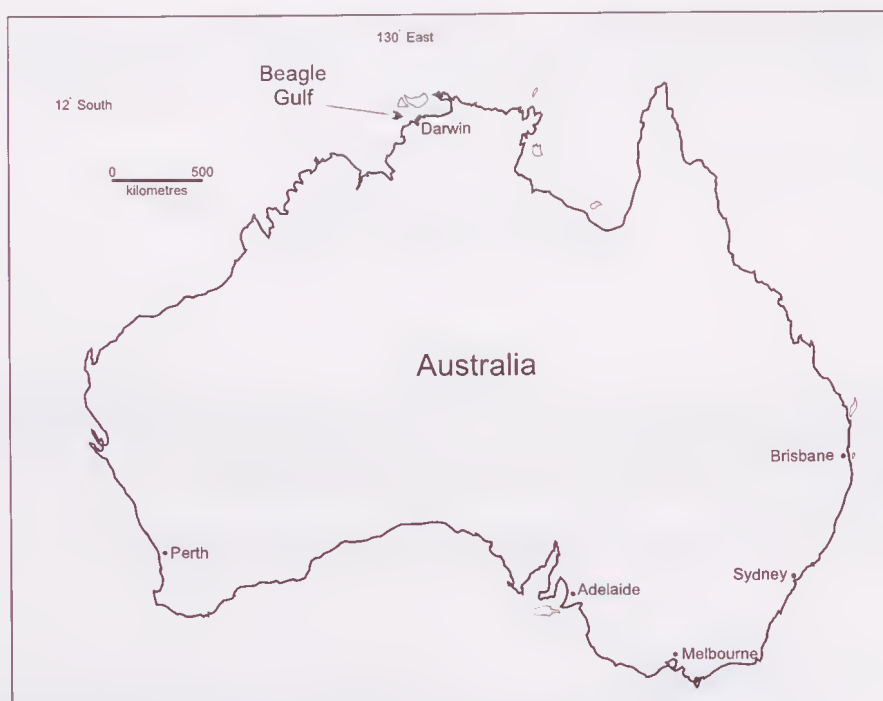 130° East
Beagle
Gulf
12° South
Darwin
0 500
kilometres
Australia
Brisbane
Perth
Sydney
Adelaide
Melbourne